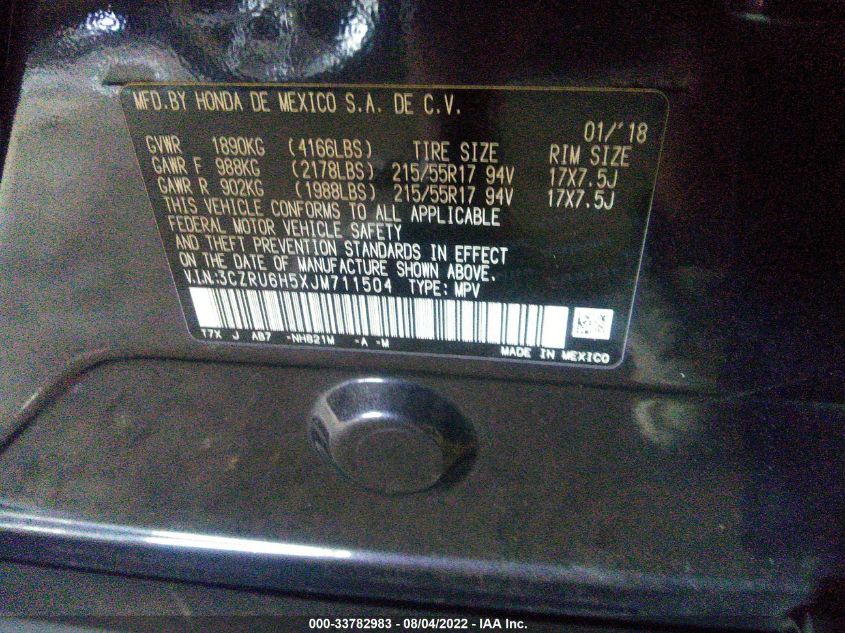 MFD.BY HONDA DE MEXICO S.A. DE C.V.
01/'18
GVWR 1890KG (4166LBS) TIRE SIZE RIM SIZE
GAWR F 988KG (2178LBS) 215/55R17 94V 17X7.5J
GAWR R 902KG (1988LBS) 215/55R17 94V 17X7.5J
THIS VEHICLE CONFORMS TO ALL APPLICABLE
FEDERAL MOTOR VEHICLE SAFETY
AND THEFT PREVENTION STANDARDS IN EFFECT
ON THE DATE OF MANUFACTURE SHOWN ABOVE.
V.I.N:3CZRU6H5XJM711504 TYPE: MPV
T7X J AB7 -NH821M -A -M
MADE IN MEXICO
000-33782983 - 08/04/2022 - IAA Inc.